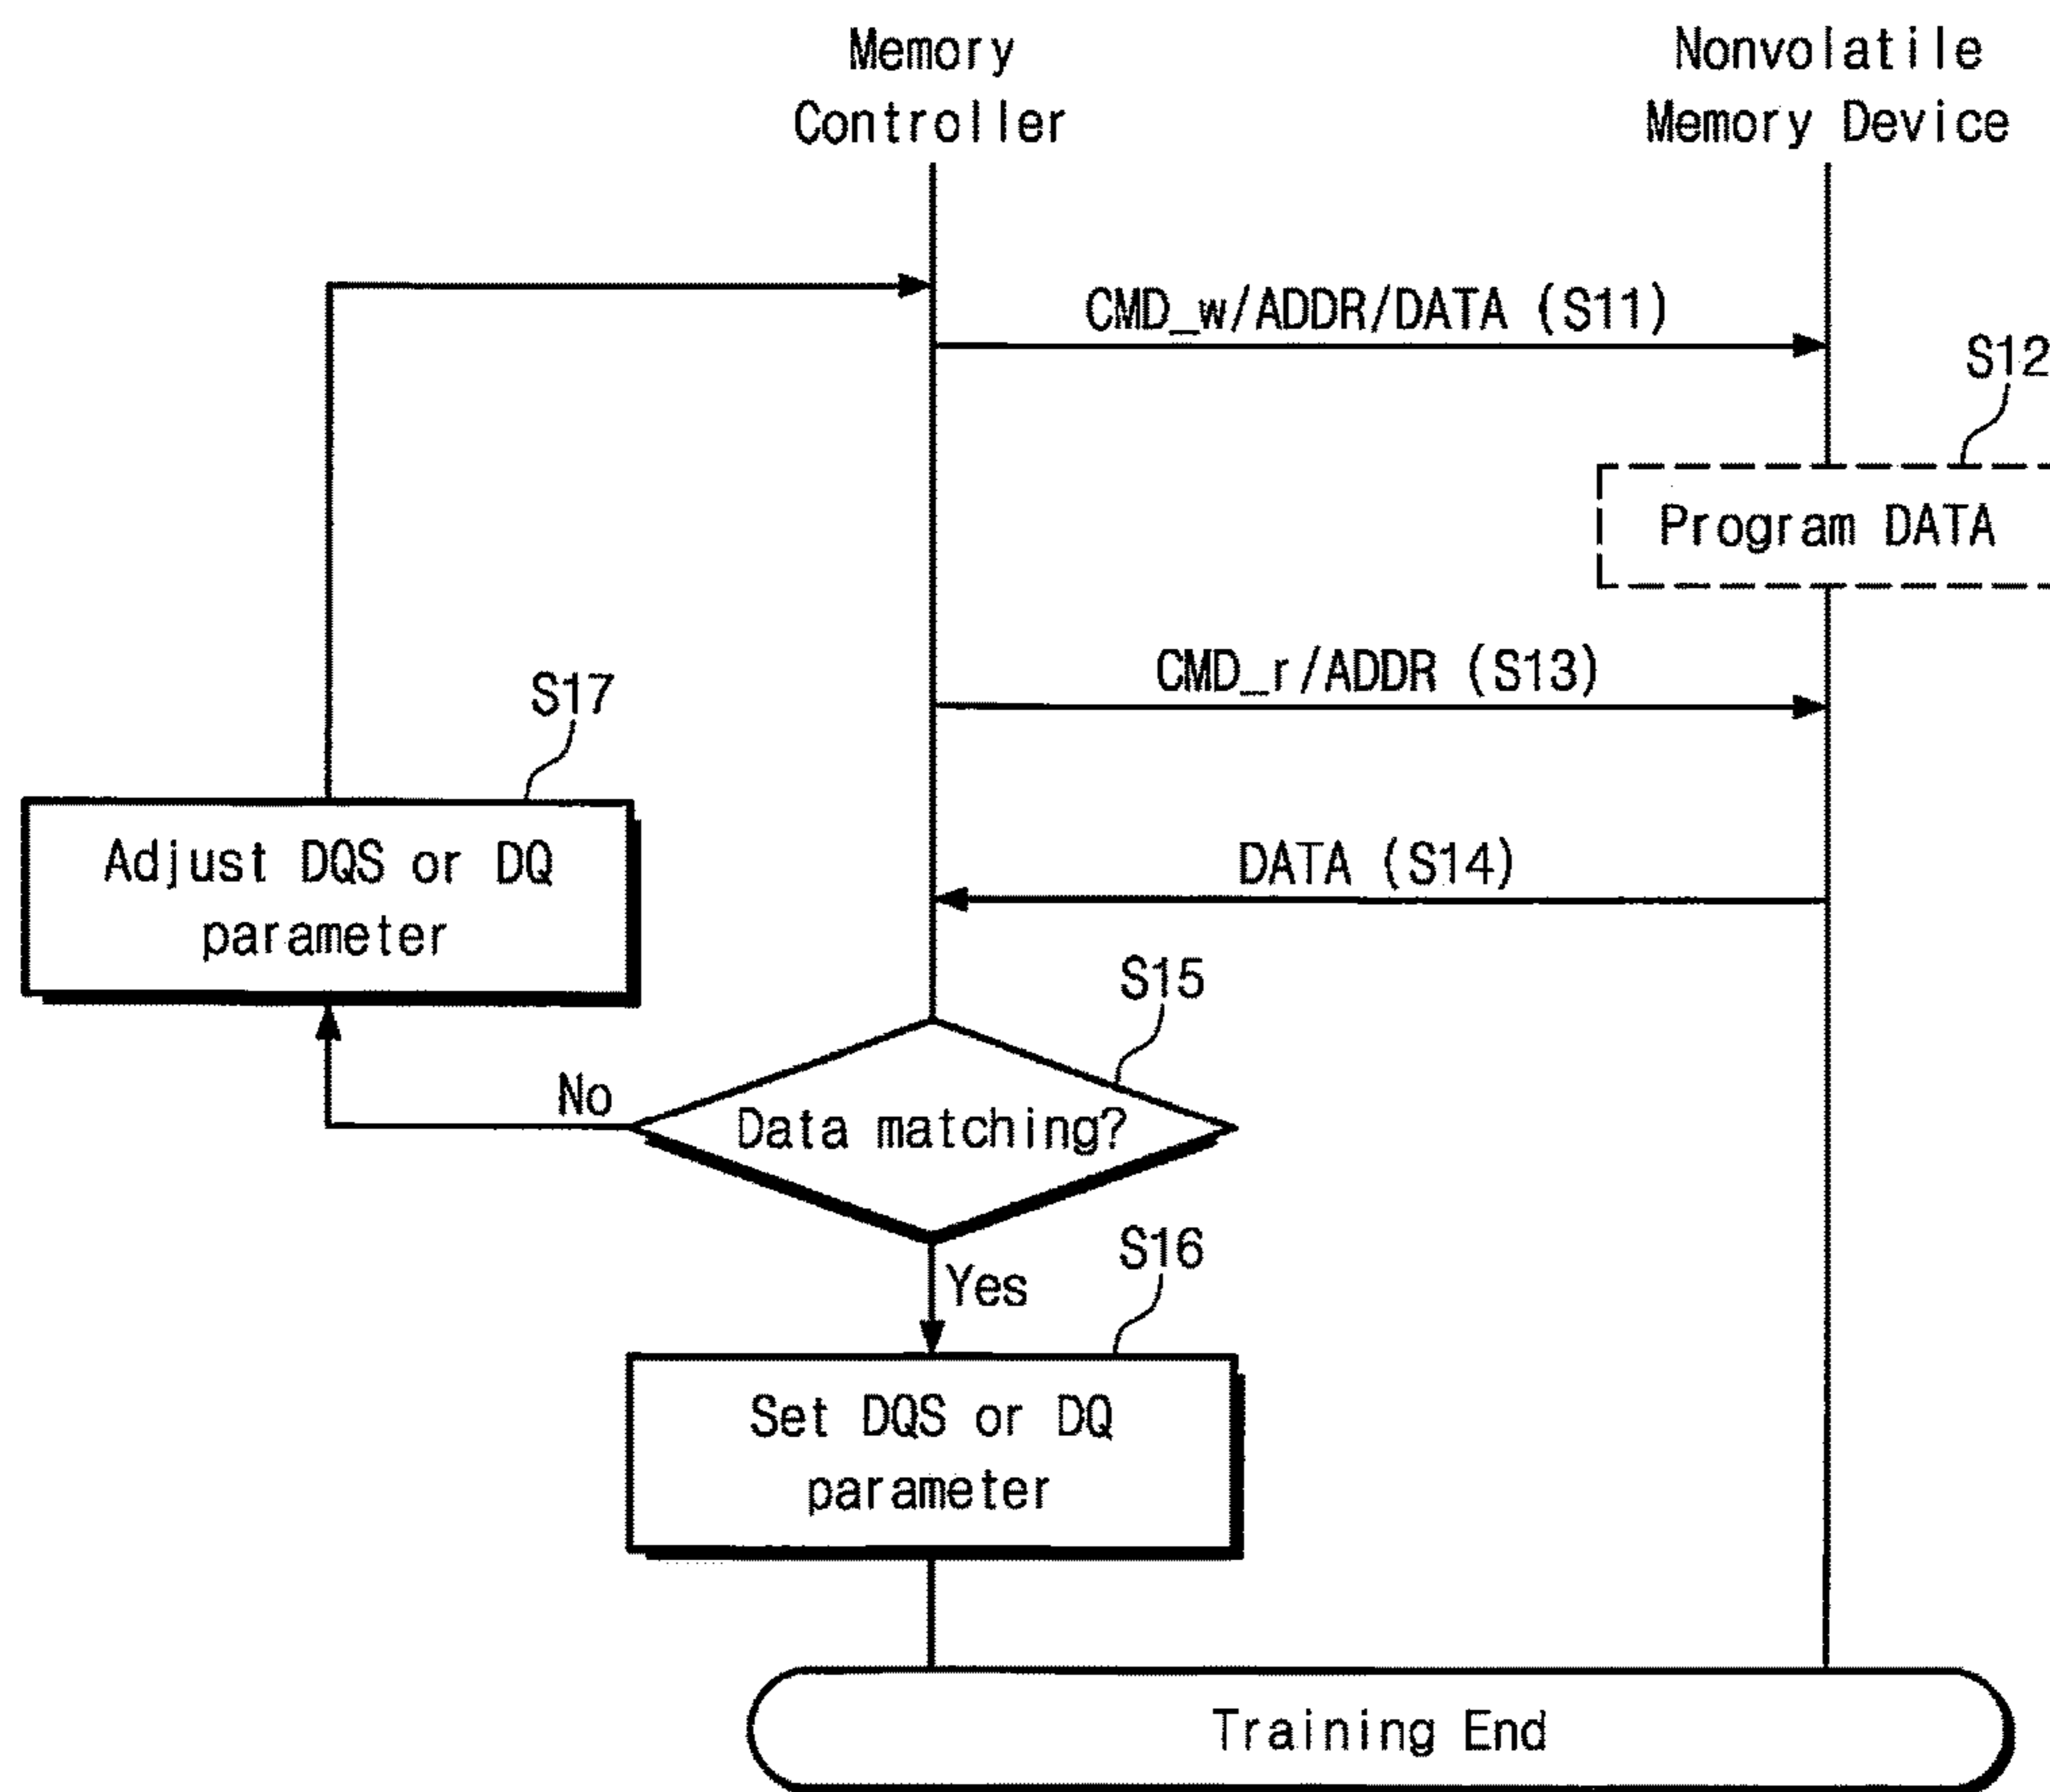 Memory
Controller
Nonvolatile
Memory Device
CMD_w/ADDR/DATA (S11)
S12
Program DATA
CMD_r/ADDR (S13)
S17
Adjust DQS or DQ
parameter
DATA (S14)
S15
No
Data matching?
Yes
S16
Set DQS or DQ
parameter
Training End